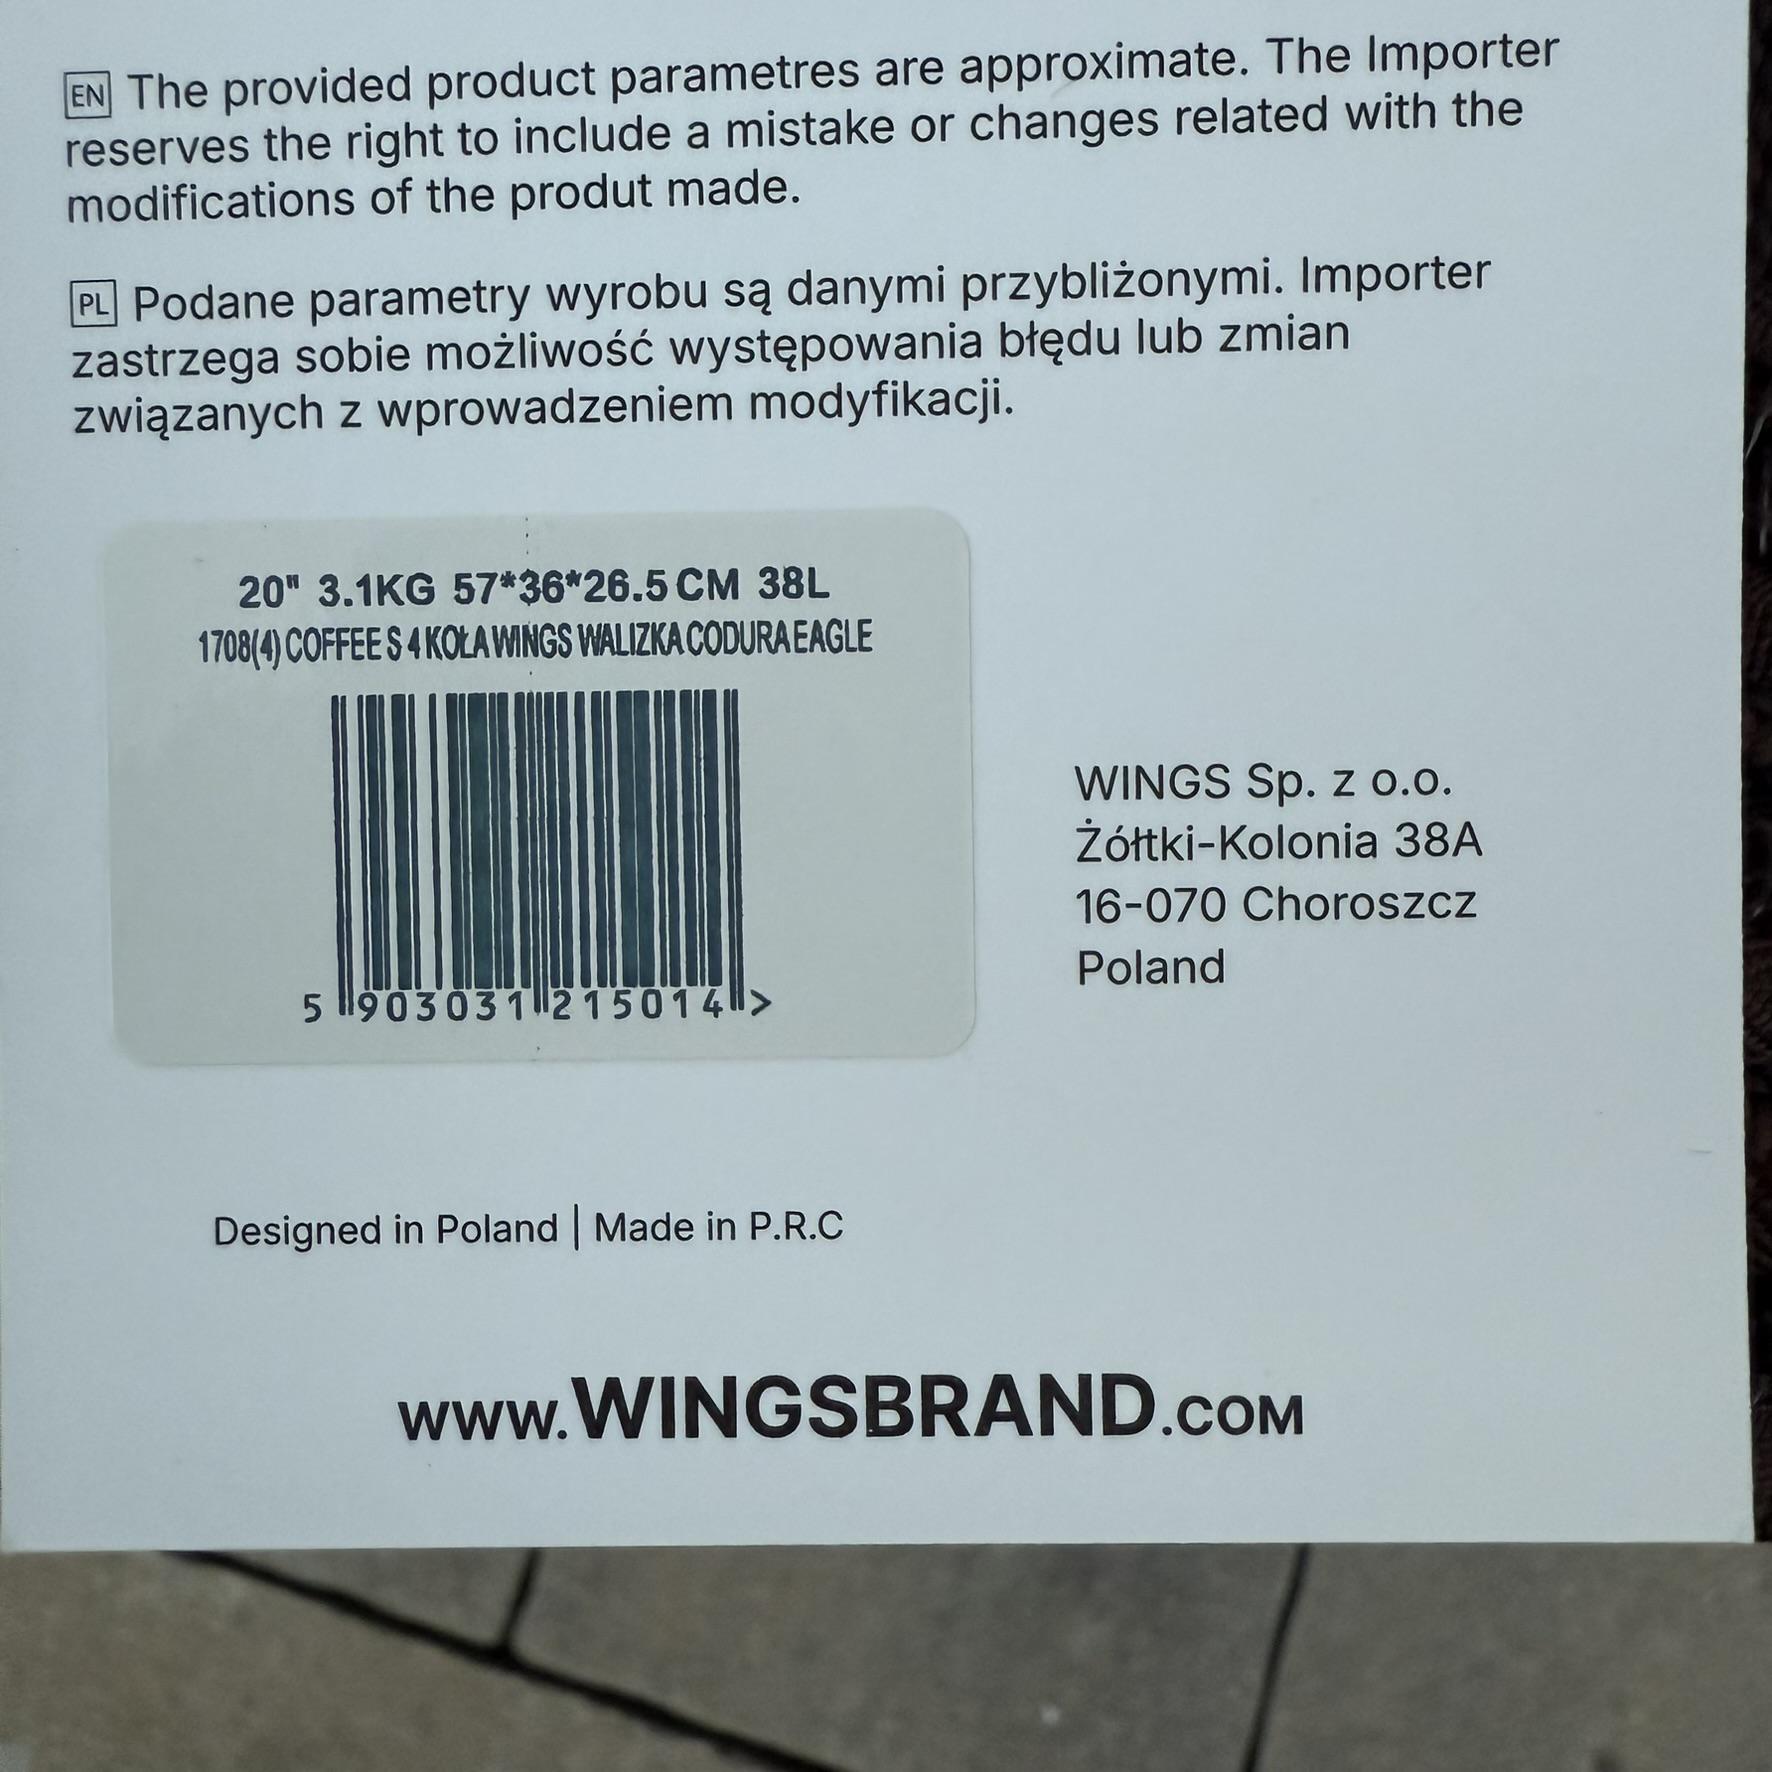 EN The provided product parametres are approximate. The Importer
reserves the right to include a mistake or changes related with the
modifications of the produt made.
PL Podane parametry wyrobu są danymi przybliżonymi. Importer
zastrzega sobie możliwość występowania błędu lub zmian
związanych z wprowadzeniem modyfikacji.
20" 3.1KG 57*36*26.5 CM 38L
1708(4) COFFEE S 4 KOŁA WINGS WALIZKA CODURA EAGLE
5 903031 215014 >
WINGS Sp. z o.o.
Żółtki-Kolonia 38A
16-070 Choroszcz
Poland
Designed in Poland | Made in P.R.C
www.WINGSBRAND.COM